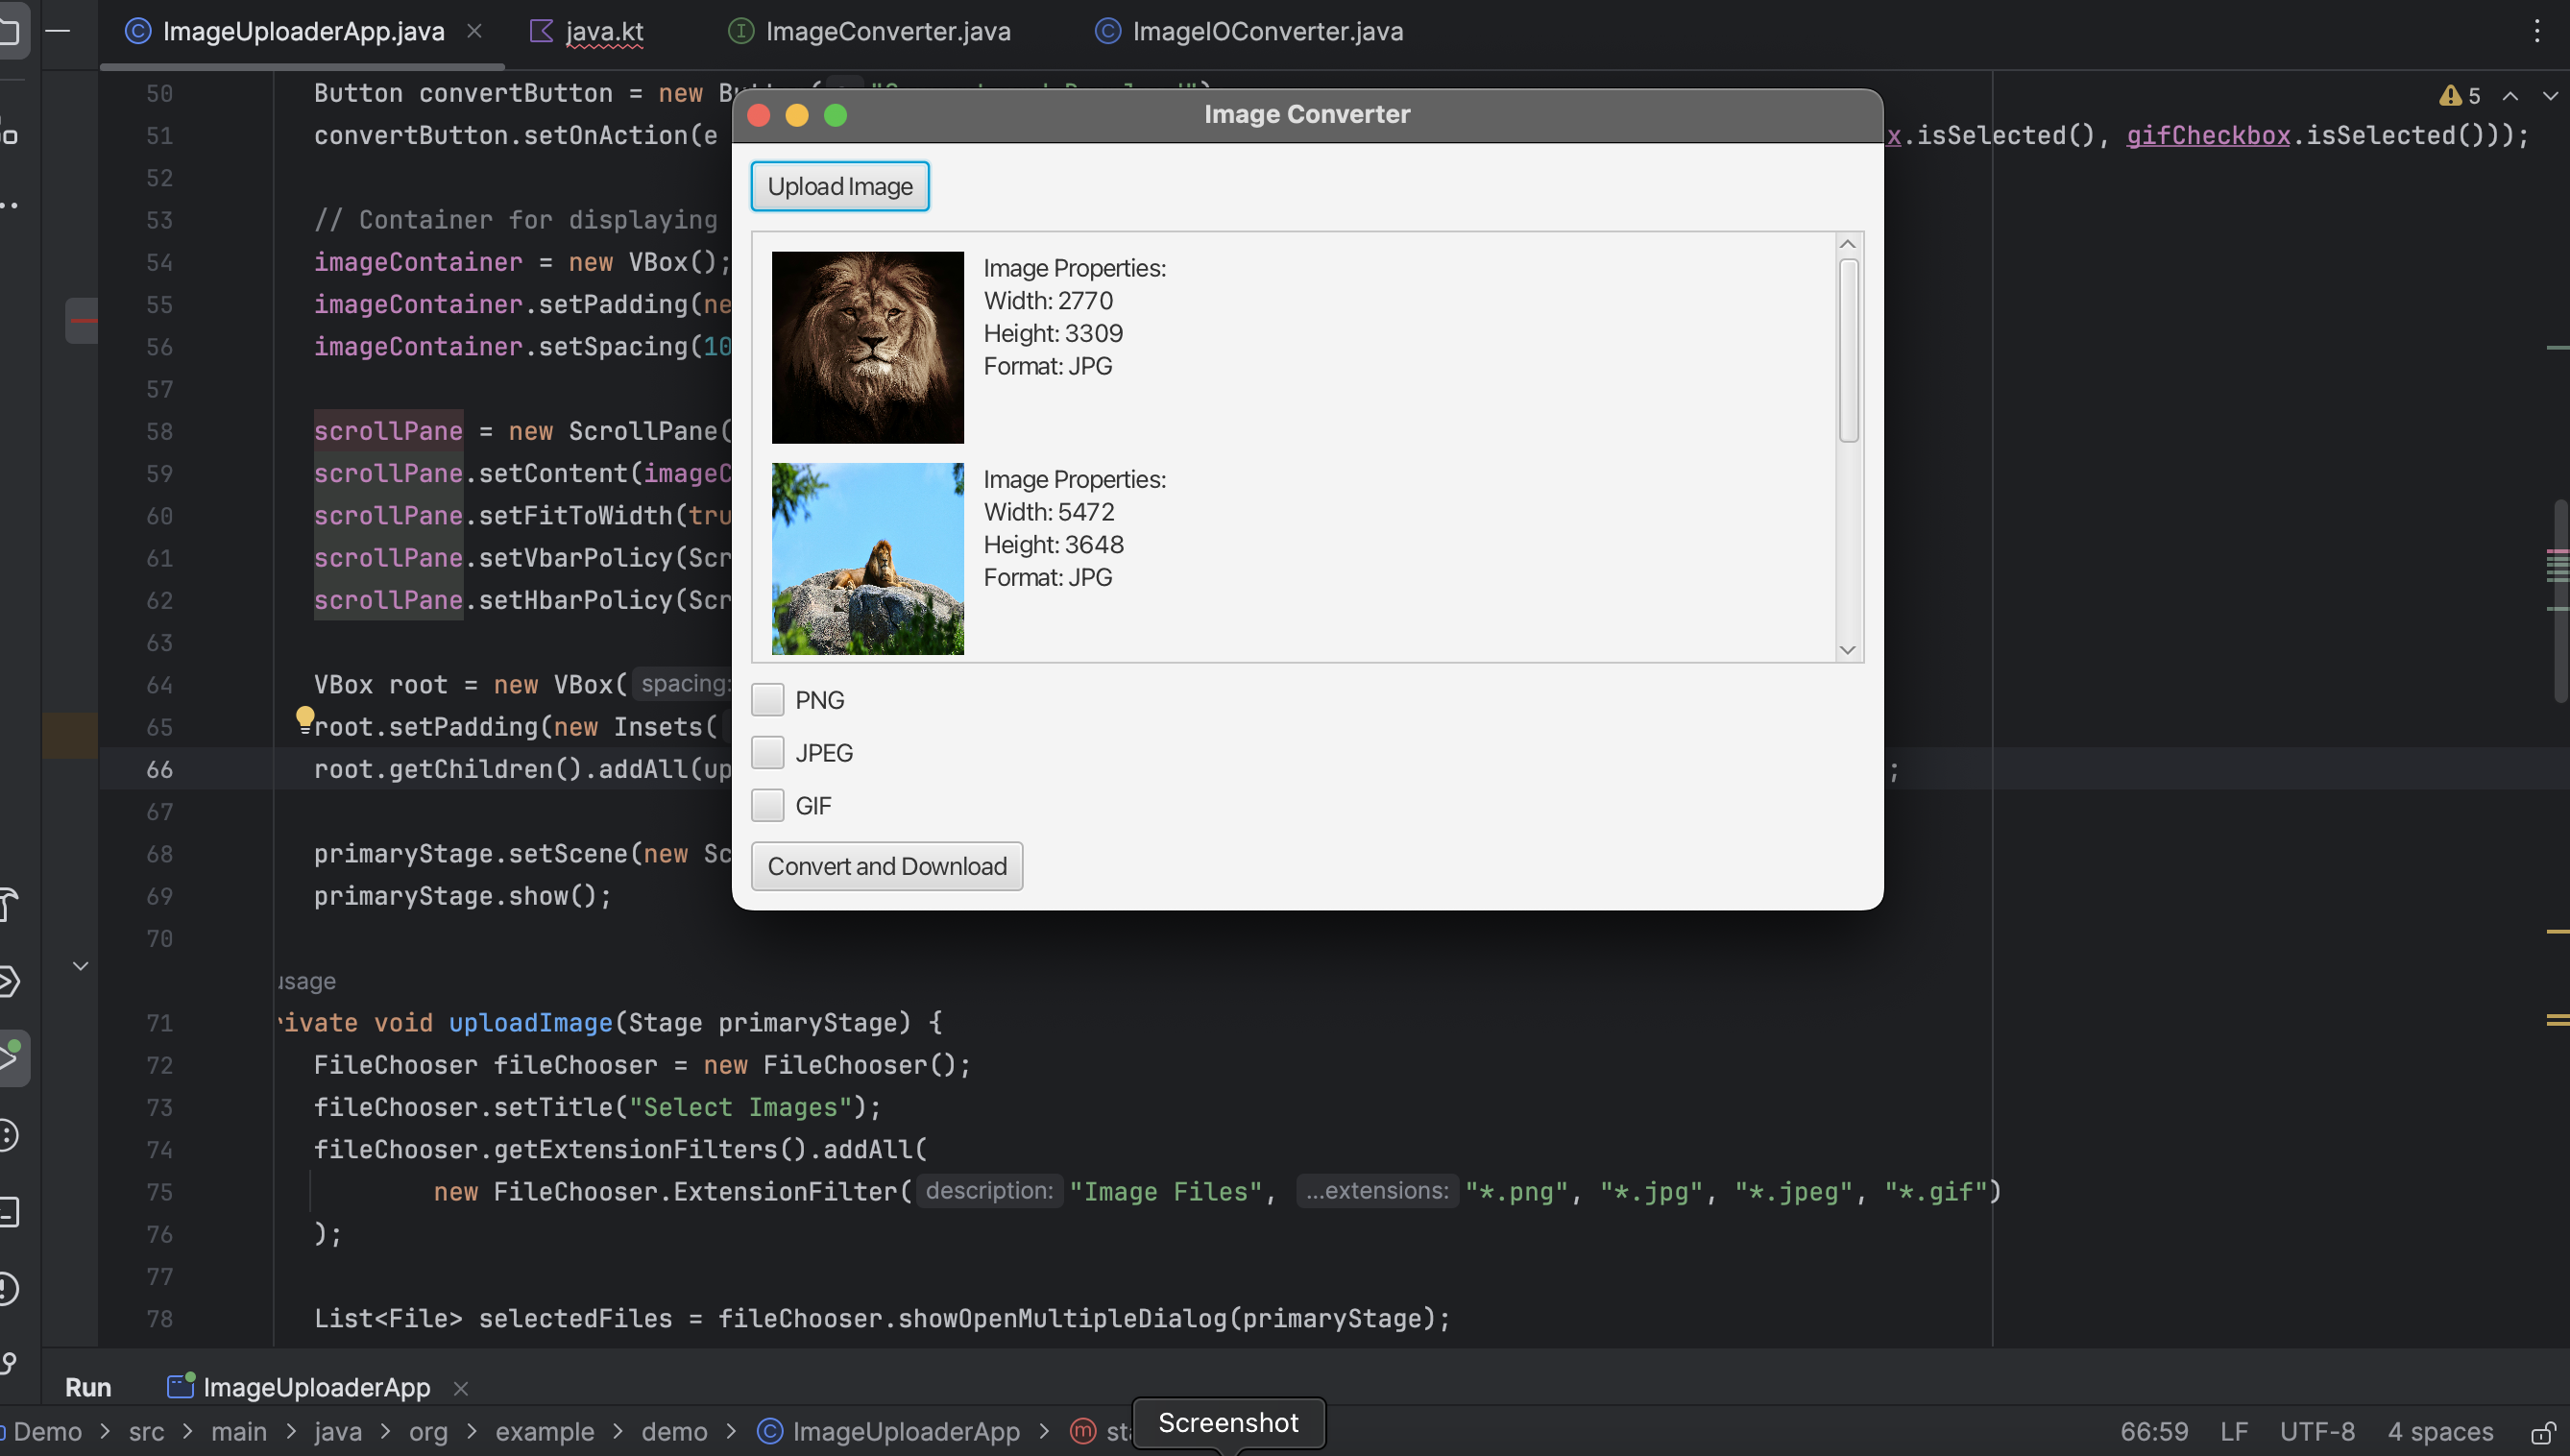 ImageUploaderApp.java java.kt ImageConverter.java ImageIOConverter.java
5
50 Button convertButton = new
51 convertButton.setOnAction(e .isSelected(), gifCheckbox.isSelected()));
52
53 // Container for displaying
54 imageContainer = new VBox();
55 imageContainer.setPadding(ne
56 imageContainer.setSpacing(10
57
58 scrollPane = new ScrollPane(
59 scrollPane.setContent(imageC
60 scrollPane.setFitToWidth(tru
61 scrollPane.setVbarPolicy(Scr
62 scrollPane.setHbarPolicy(Scr
63
64 VBox root = new VBox( spacing:
65 root.setPadding(new Insets(
66 root.getChildren().addAll(up ;
67
68 primaryStage.setScene(new Sc
69 primaryStage.show();
70
usage
71 rivate void uploadImage(Stage primaryStage) {
72 FileChooser fileChooser = new FileChooser();
73 fileChooser.setTitle("Select Images");
74 fileChooser.getExtensionFilters().addAll(
75 new FileChooser.ExtensionFilter( description: "Image Files", ...extensions: "*.png", "*.jpg", "*.jpeg", "*.gif")
76 );
77
78 List<File> selectedFiles = fileChooser.showOpenMultipleDialog(primaryStage);
Image Converter
Upload Image
Image Properties:
Width: 2770
Height: 3309
Format: JPG
Image Properties:
Width: 5472
Height: 3648
Format: JPG
PNG
JPEG
GIF
Convert and Download
Run ImageUploaderApp
Demo > src > main > java > org > example > demo > ImageUploaderApp > m
Screenshot
66:59 LF UTF-8 4 spaces